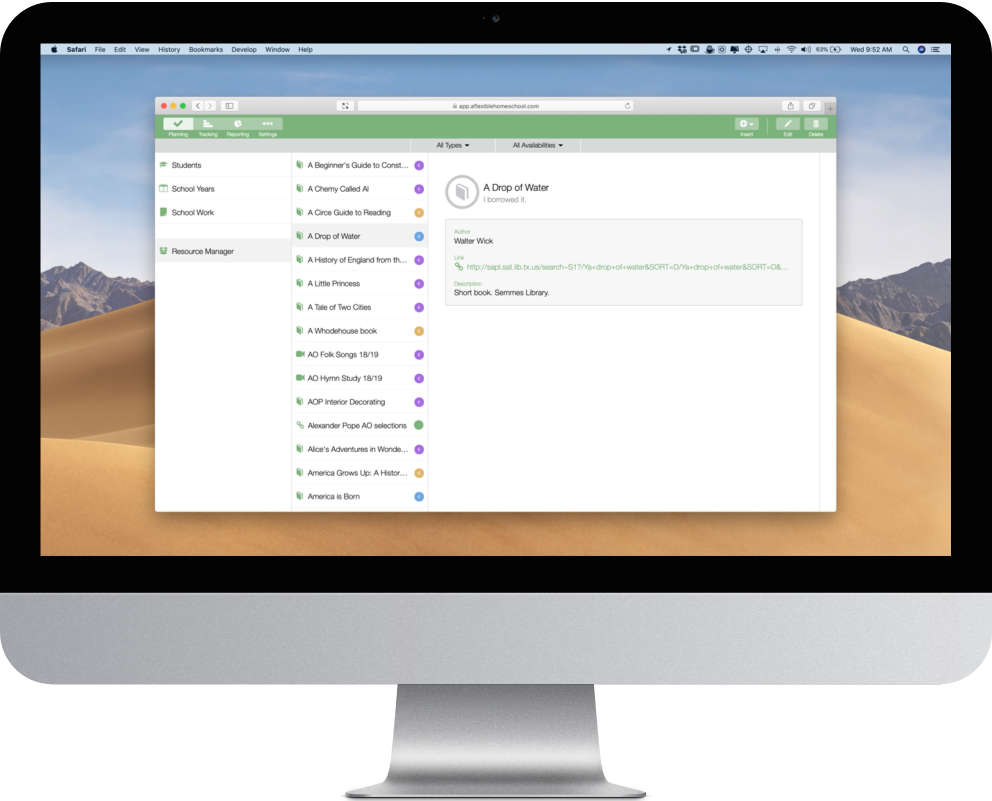 Safari File Edit View History Bookmarks Develop Window Help
63% Wed 9:52 AM
app.aflexiblehomeschool.com
Planning Tracking Reporting Settings
Insert Edit Delete
All Types All Availabilities
Students
School Years
School Work
Resource Manager
A Beginner's Guide to Const...
A Chemy Called Al
A Circe Guide to Reading
A Drop of Water
A History of England from th...
A Little Princess
A Tale of Two Cities
A Whodehouse book
AO Folk Songs 18/19
AO Hymn Study 18/19
AOP Interior Decorating
Alexander Pope AO selections
Alice's Adventures in Wonde...
America Grows Up: A Histor...
America is Born
A Drop of Water
I borrowed it.
Author
Walter Wick
Link
http://sapl.sat.lib.tx.us/search~S1?/Ya+drop+of+water&SORT=D/Ya+drop+of+water&SORT=D&...
Description
Short book. Semmes Library.